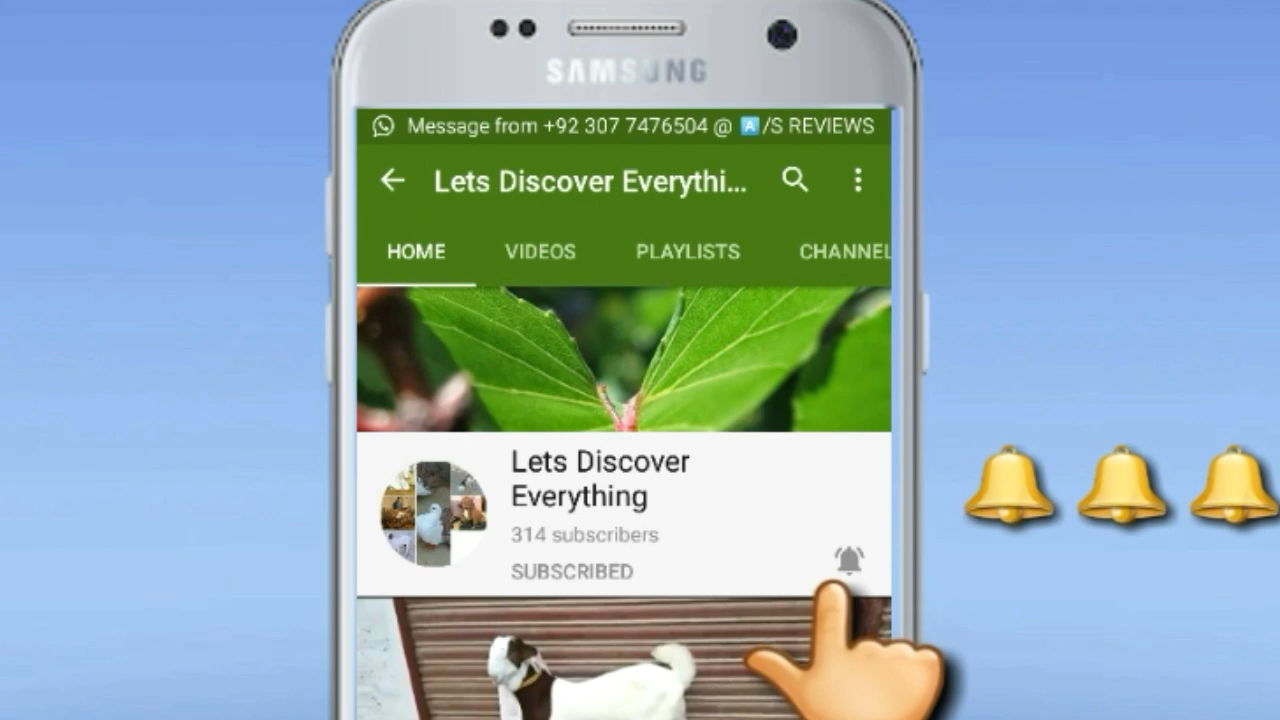 SAMSUNG
Message from +92 307 7476504 @ 🅰/S REVIEWS
Lets Discover Everythi...
HOME VIDEOS PLAYLISTS CHANNEL
Lets Discover
Everything
314 subscribers
SUBSCRIBED